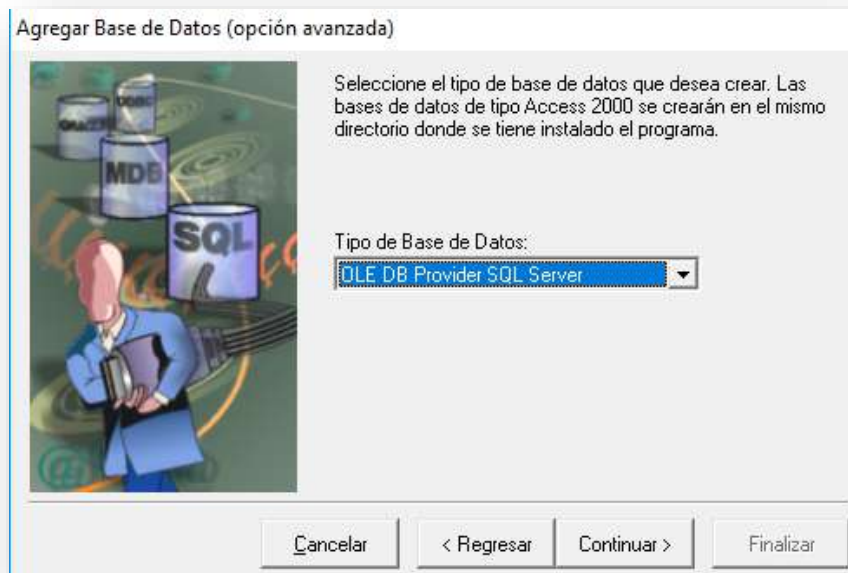 Agregar Base de Datos (opción avanzada)
Seleccione el tipo de base de datos que desea crear. Las
bases de datos de tipo Access 2000 se crearán en el mismo
directorio donde se tiene instalado el programa.
MDB
SQL
Tipo de Base de Datos:
OLE DB Provider SQL Server
@
Cancelar
< Regresar
Continuar >
Finalizar